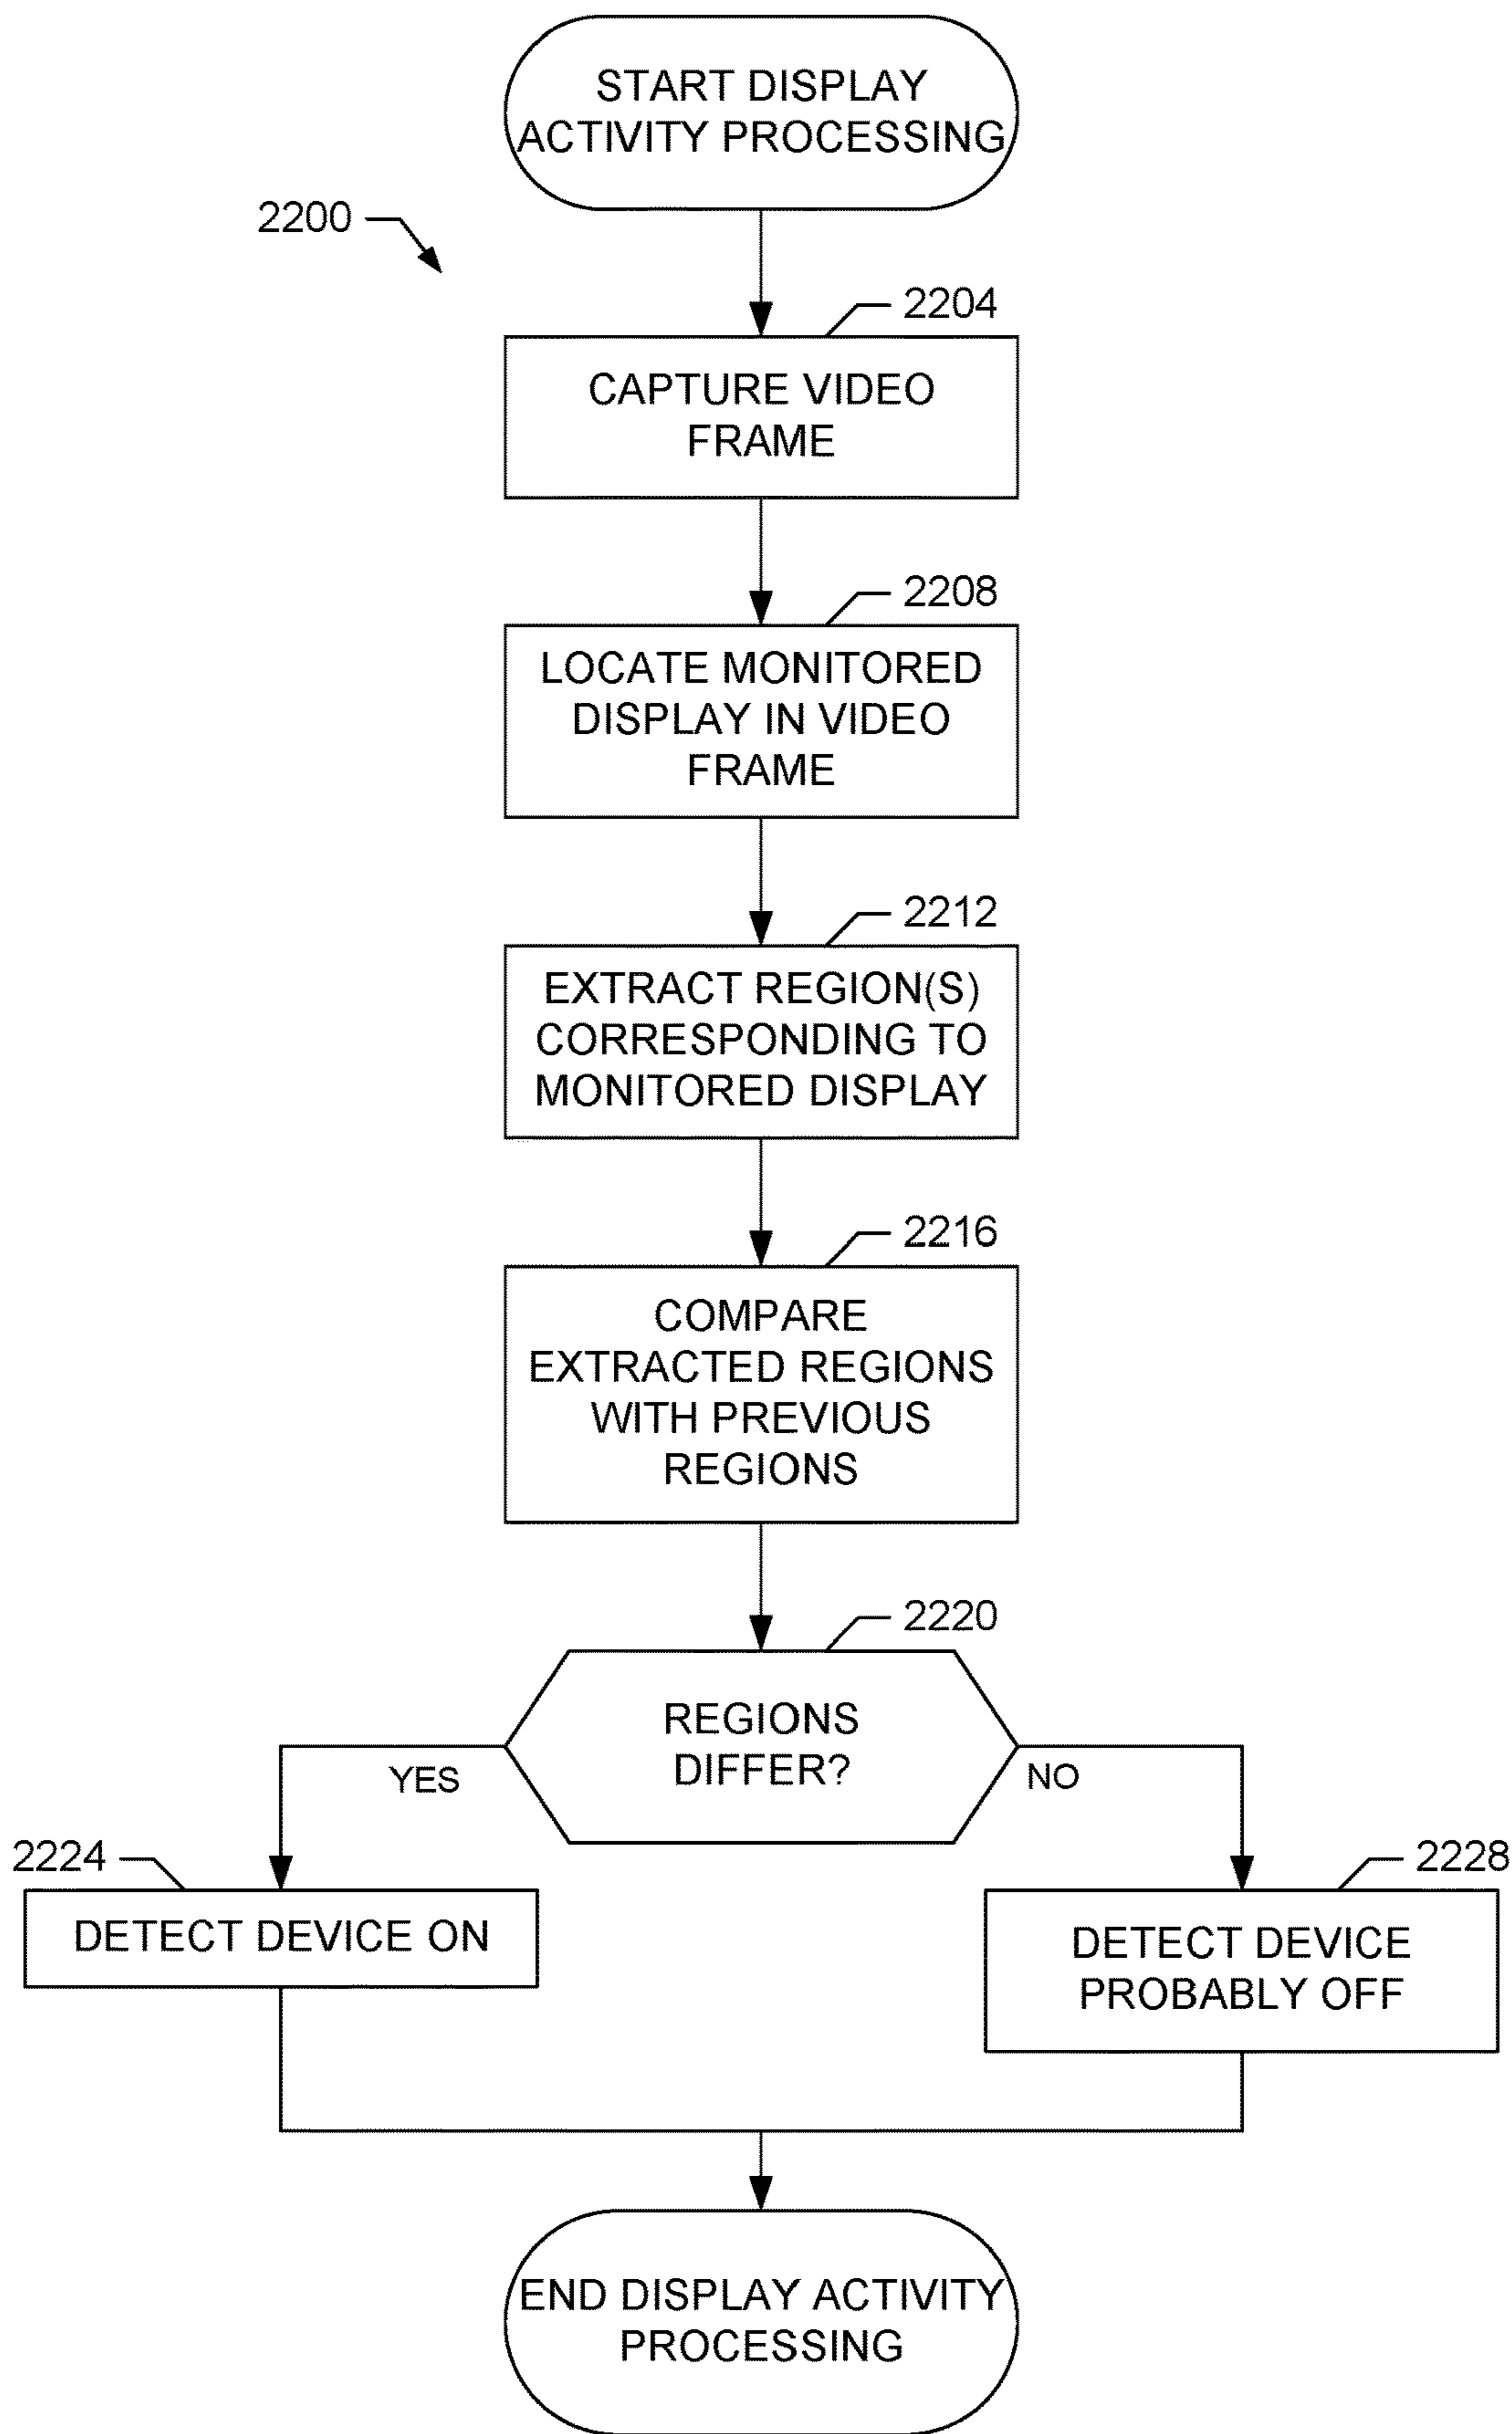 START DISPLAY
ACTIVITY PROCESSING
2200
2204
CAPTURE VIDEO
FRAME
2208
LOCATE MONITORED
DISPLAY IN VIDEO
FRAME
2212
EXTRACT REGION(S)
CORRESPONDING TO
MONITORED DISPLAY
2216
COMPARE
EXTRACTED REGIONS
WITH PREVIOUS
REGIONS
2220
REGIONS
DIFFER?
YES
NO
2224
DETECT DEVICE ON
2228
DETECT DEVICE
PROBABLY OFF
END DISPLAY ACTIVITY
PROCESSING